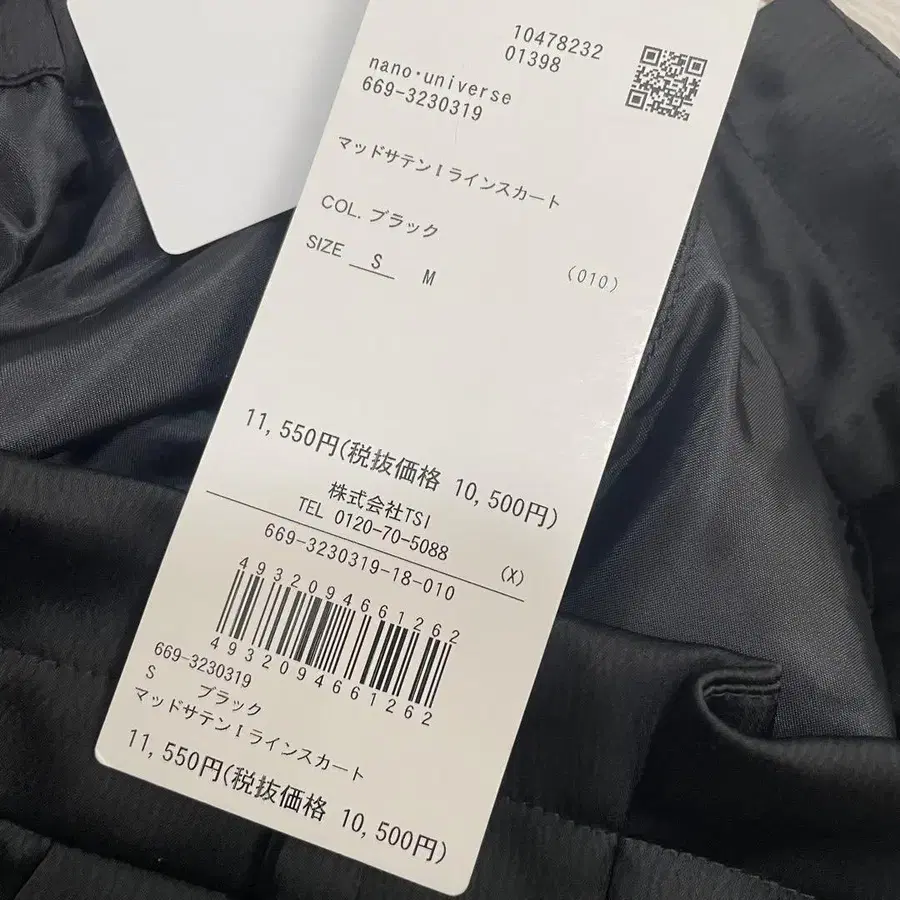 10478232
01398
nano･universe
669-3230319
マッドサテンIラインスカート
COL. ブラック
SIZE S M (010)
11,550円(税抜価格 10,500円)
株式会社TSI
TEL 0120-70-5088
669-3230319-18-010 (X)
4932094661262
4932094661262
669-3230319
S ブラック
マッドサテンIラインスカート
11,550円(税抜価格 10,500円)